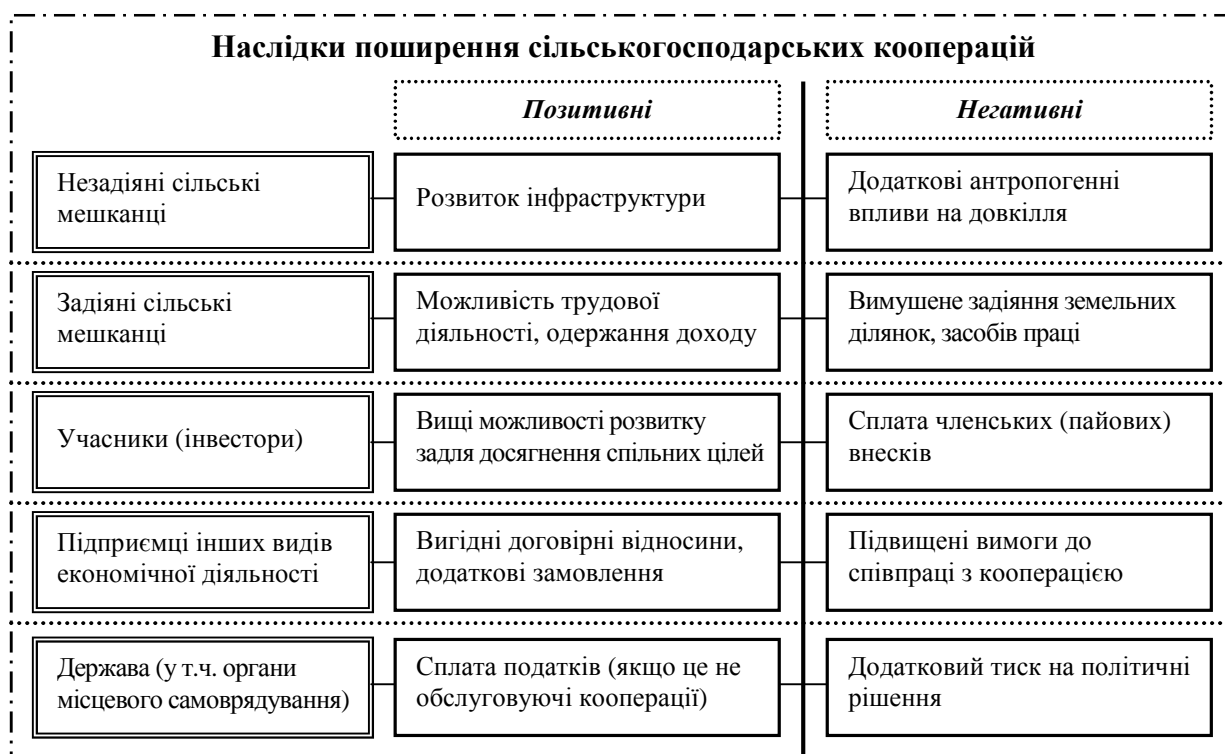 Наслідки поширення сільськогосподарських кооперацій
Позитивні
Негативні
Незадіяні сільські
мешканці
Розвиток інфраструктури
Додаткові антропогенні
впливи на довкілля
Задіяні сільські
мешканці
Можливість трудової
діяльності, одержання доходу
Вимушене задіяння земельних
ділянок, засобів праці
Учасники (інвестори)
Вищі можливості розвитку
задля досягнення спільних цілей
Сплата членських (пайових)
внесків
Підприємці інших видів
економічної діяльності
Вигідні договірні відносини,
додаткові замовлення
Підвищені вимоги до
співпраці з кооперацією
Держава (у т.ч. органи
місцевого самоврядування)
Сплата податків (якщо це не
обслуговуючі кооперації)
Додатковий тиск на політичні
рішення